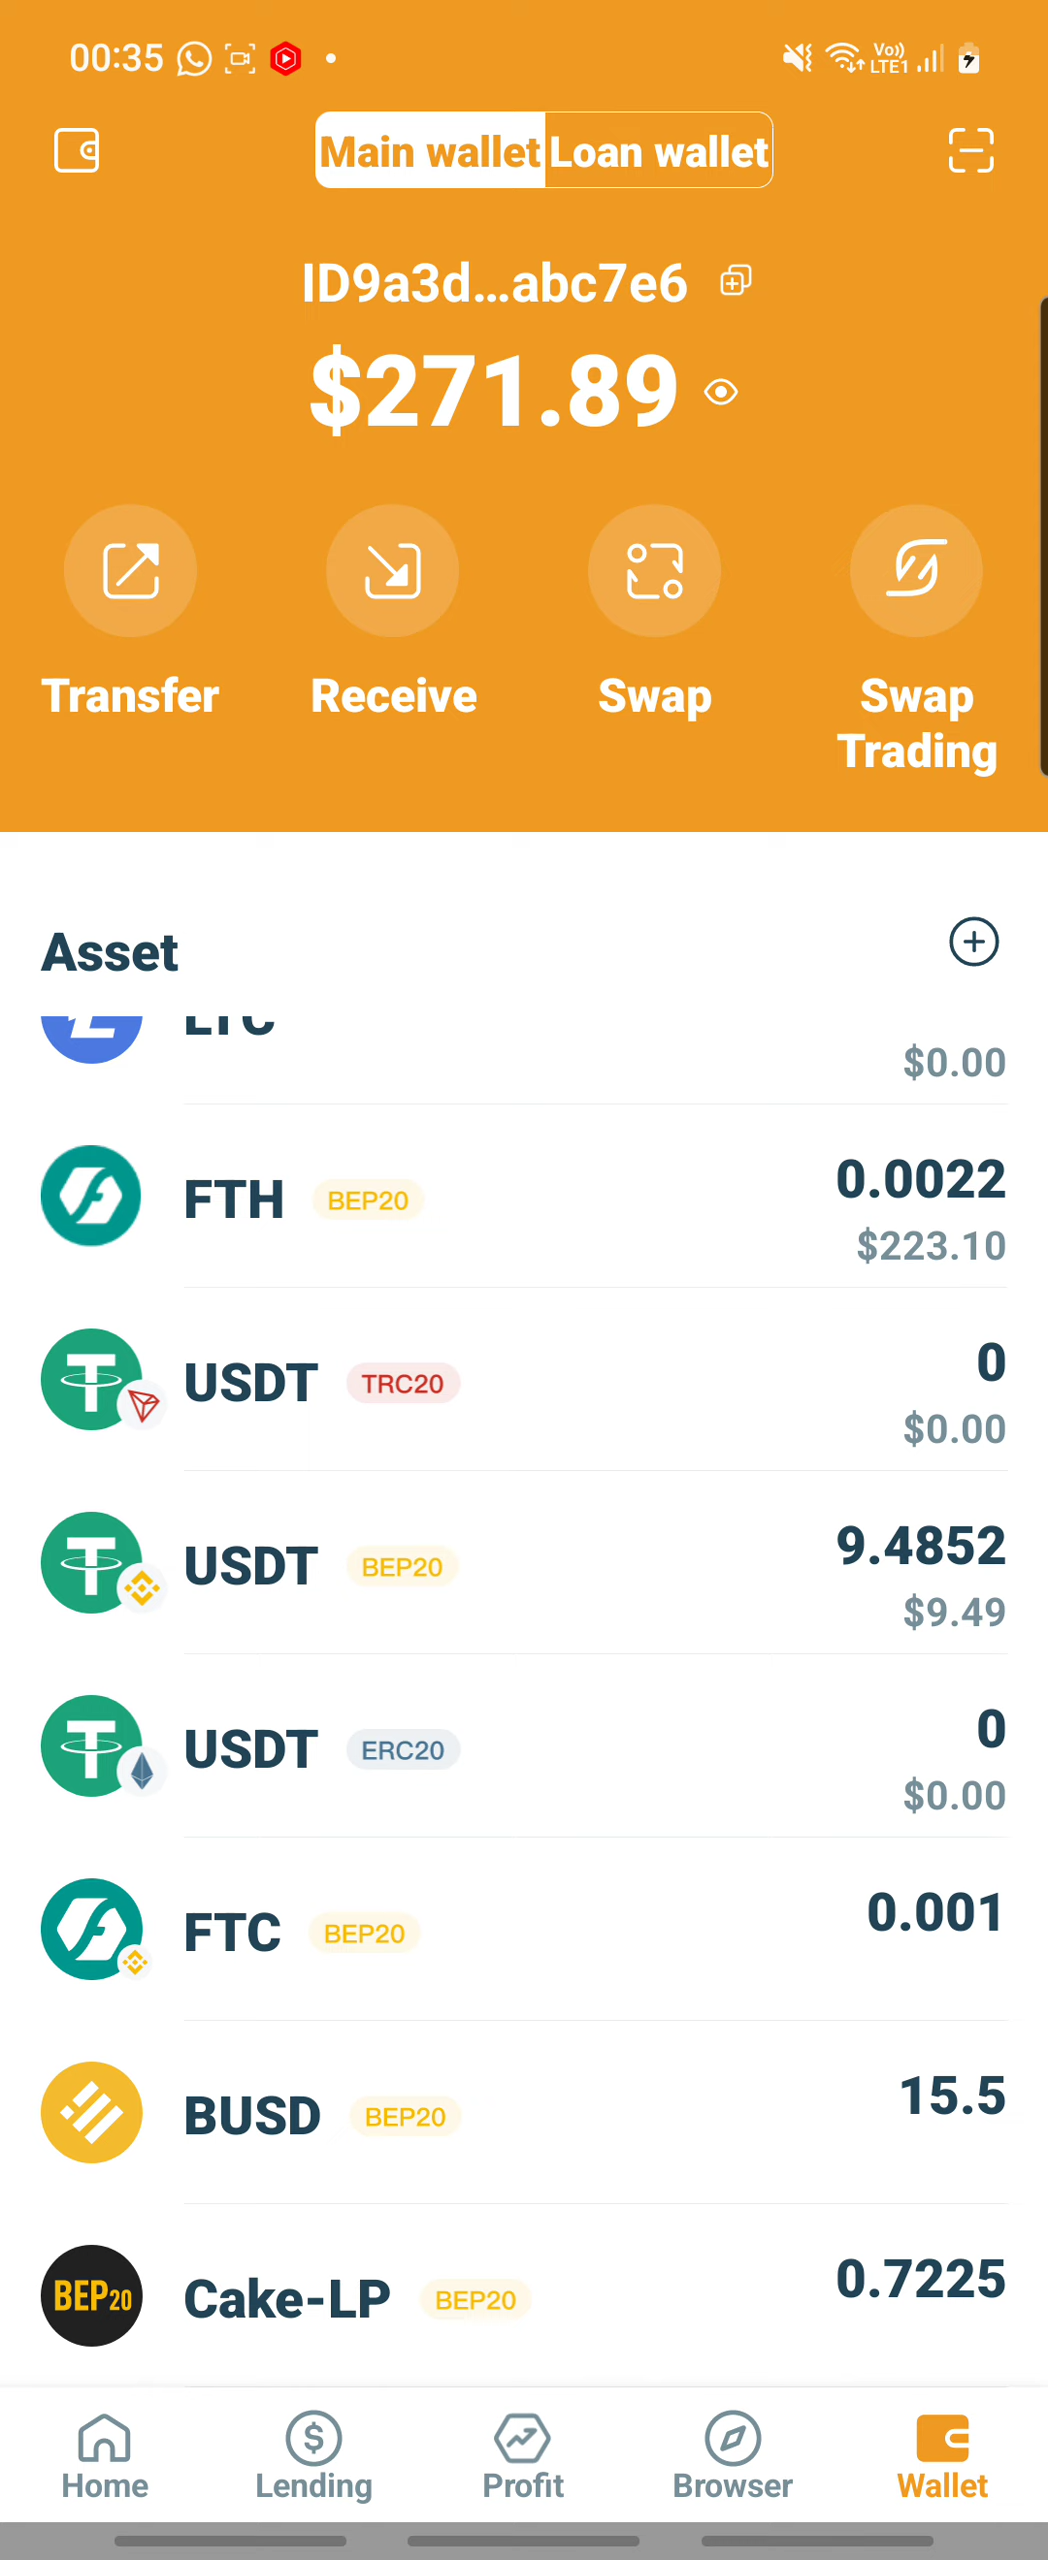 00:35
Vo))
LTE1
Main wallet Loan wallet
ID9a3d...abc7e6
$271.89
Transfer Receive Swap Swap Trading
Asset
LTC
$0.00
FTH BEP20 0.0022
$223.10
USDT TRC20 0
$0.00
USDT BEP20 9.4852
$9.49
USDT ERC20 0
$0.00
FTC BEP20 0.001
BUSD BEP20 15.5
BEP20 Cake-LP BEP20 0.7225
Home Lending Profit Browser Wallet